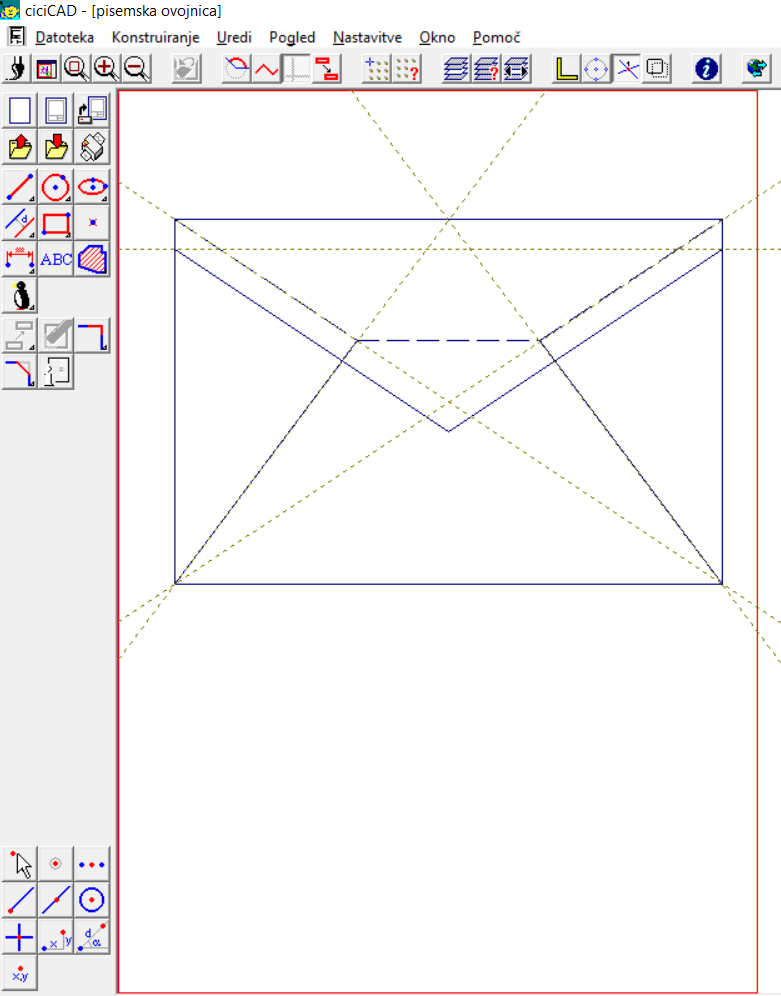 ciciCAD - [pisemska ovojnica]
Datoteka Konstruiranje Uredi Pogled Nastavitve Okno Pomoč
? ? i
d
ABC
x y d α
x,y